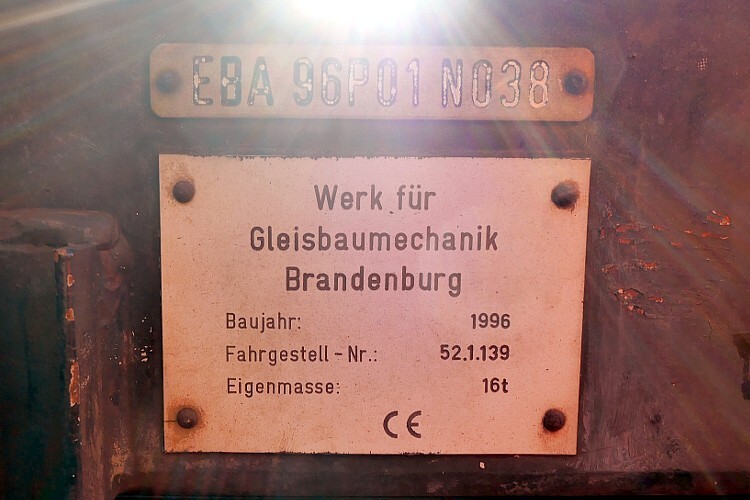 EBA 96P01 N038
Werk für
Gleisbaumechanik
Brandenburg
Baujahr: 1996
Fahrgestell - Nr.: 52.1.139
Eigenmasse: 16t
CE